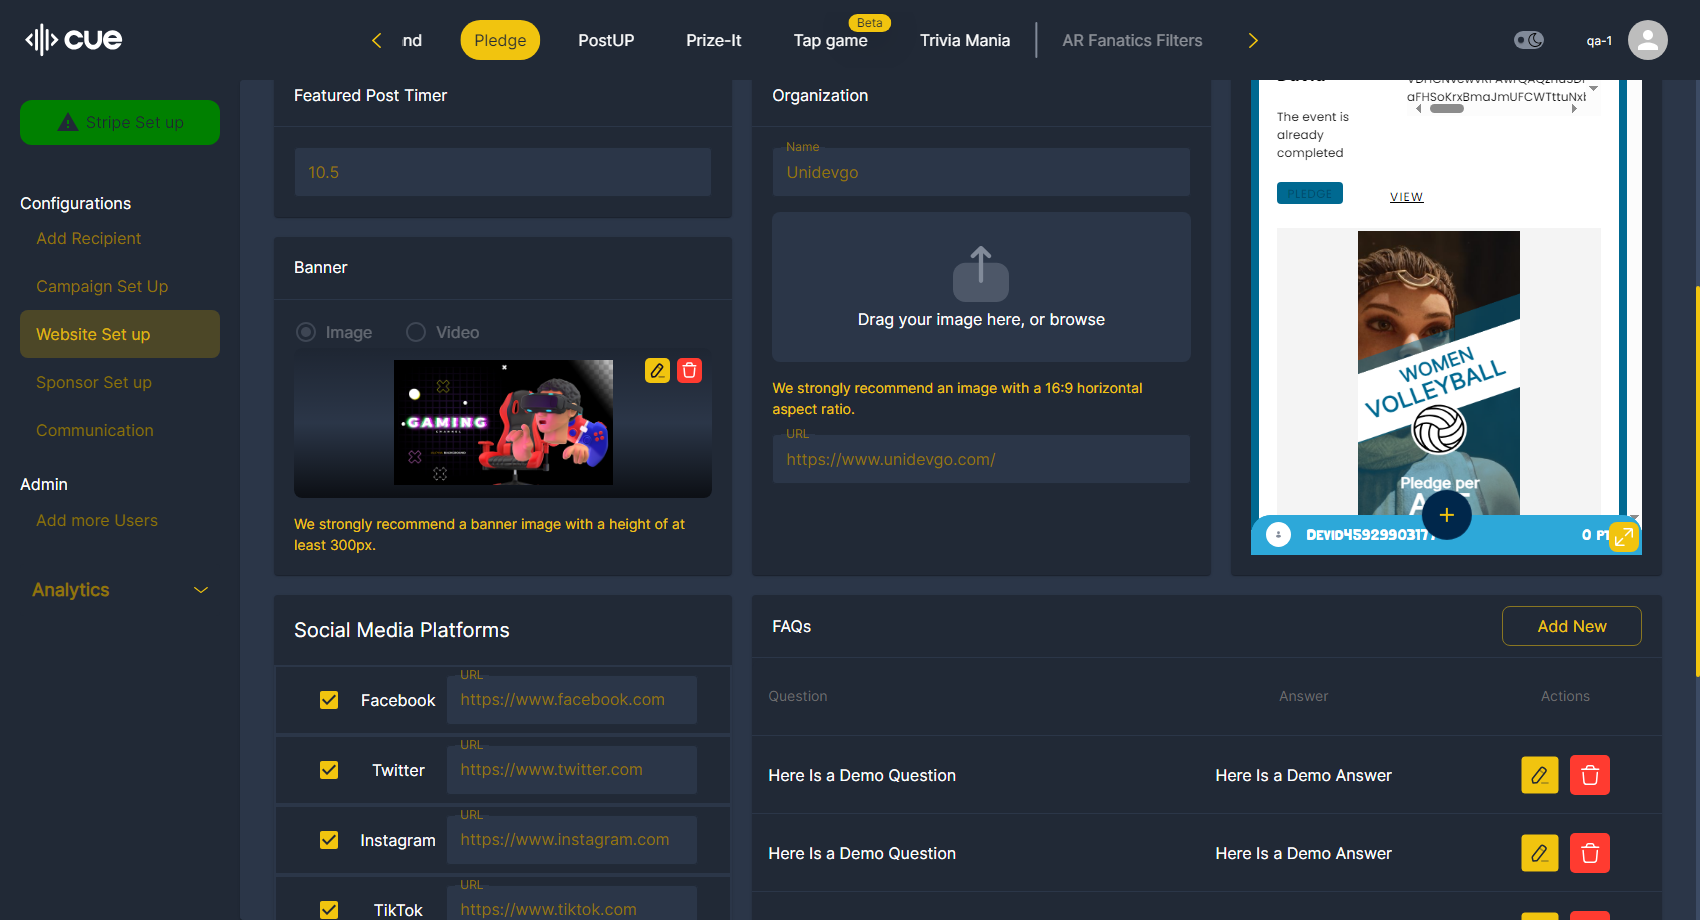 cue
nd
Pledge
PostUP
Prize-It
Tap game
Beta
Trivia Mania
AR Fanatics Filters
qa-1
Stripe Set up
Configurations
Add Recipient
Campaign Set Up
Website Set up
Sponsor Set up
Communication
Admin
Add more Users
Analytics
Featured Post Timer
10.5
Banner
Image
Video
GAMING
CHANNEL
We strongly recommend a banner image with a height of at
least 300px.
Organization
Name
Unidevgo
Drag your image here, or browse
We strongly recommend an image with a 16:9 horizontal
aspect ratio.
URL
https://www.unidevgo.com/
aFHSoKrxBmaJmUFCWTttuNxl
The event is
already
completed
PLEDGE
VIEW
WOMEN
VOLLEYBALL
Pledge per
DEVID45929903177
0 PT
Social Media Platforms
Facebook
URL
https://www.facebook.com
Twitter
URL
https://www.twitter.com
Instagram
URL
https://www.instagram.com
TikTok
URL
https://www.tiktok.com
FAQs
Add New
Question
Answer
Actions
Here Is a Demo Question
Here Is a Demo Answer
Here Is a Demo Question
Here Is a Demo Answer